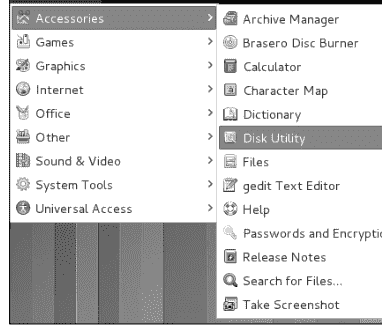 Accessories
Games
Graphics
Internet
Office
Other
Sound & Video
System Tools
Universal Access
Archive Manager
Brasero Disc Burner
Calculator
Character Map
Dictionary
Disk Utility
Files
gedit Text Editor
Help
Passwords and Encryptio
Release Notes
Search for Files...
Take Screenshot